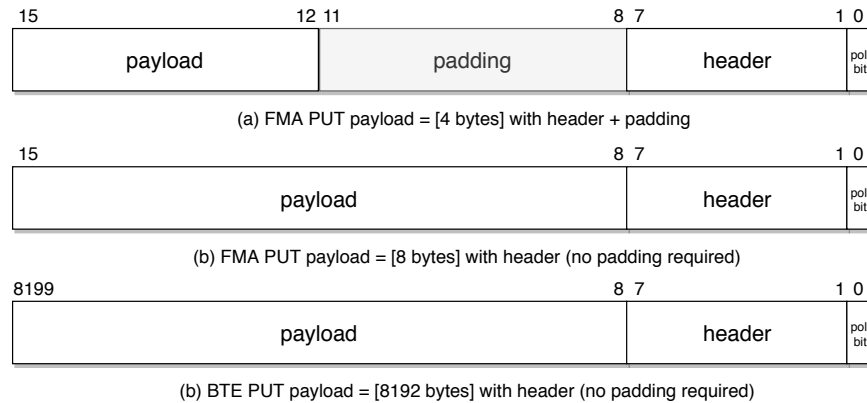 15 12 11 8 7 1 0
payload padding header pol bit
(a) FMA PUT payload = [4 bytes] with header + padding
15 8 7 1 0
payload header pol bit
(b) FMA PUT payload = [8 bytes] with header (no padding required)
8199 8 7 1 0
payload header pol bit
(b) BTE PUT payload = [8192 bytes] with header (no padding required)